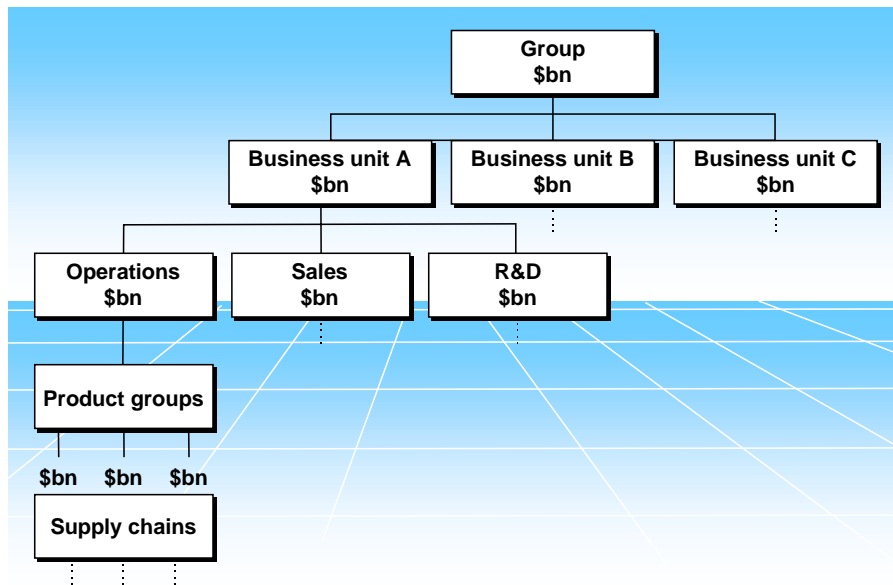 Group
$bn
Business unit A
$bn
Business unit B
$bn
Business unit C
$bn
Operations
$bn
Sales
$bn
R&D
$bn
Product groups
$bn $bn $bn
Supply chains